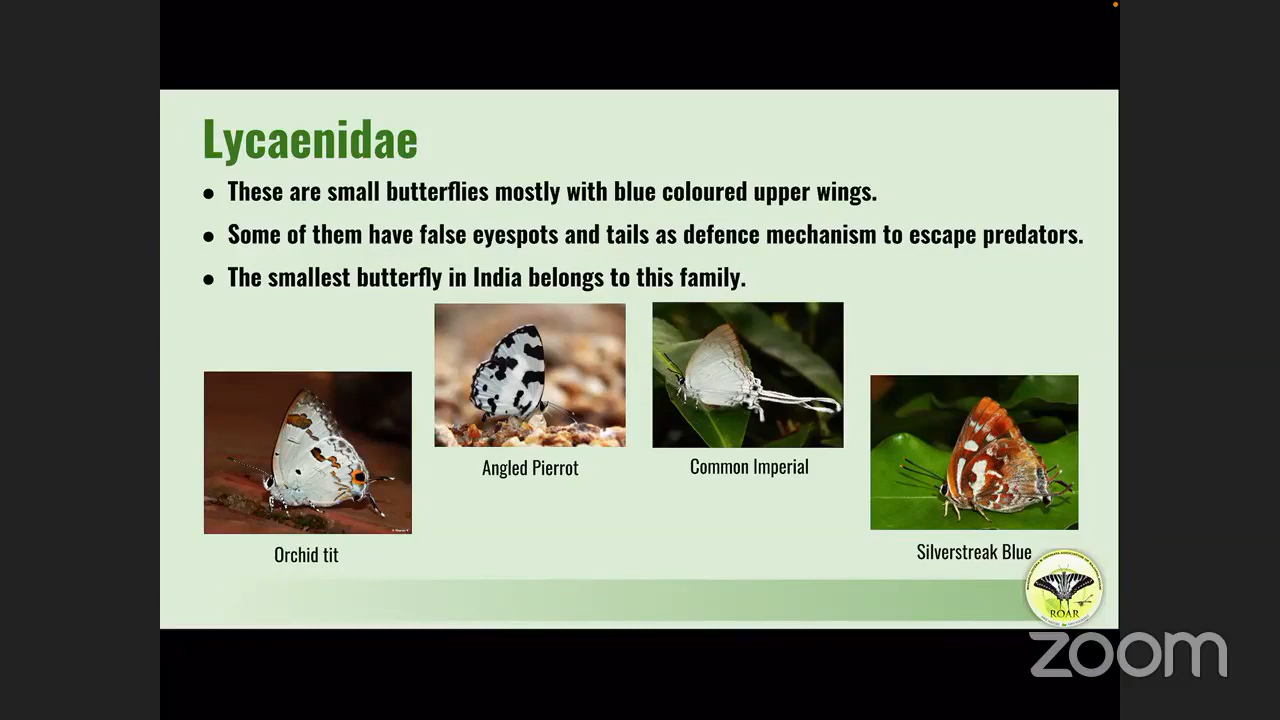 Lycaenidae
● These are small butterflies mostly with blue coloured upper wings.
● Some of them have false eyespots and tails as defence mechanism to escape predators.
● The smallest butterfly in India belongs to this family.
Angled Pierrot
Common Imperial
Orchid tit
Silverstreak Blue
ROAR
zoom